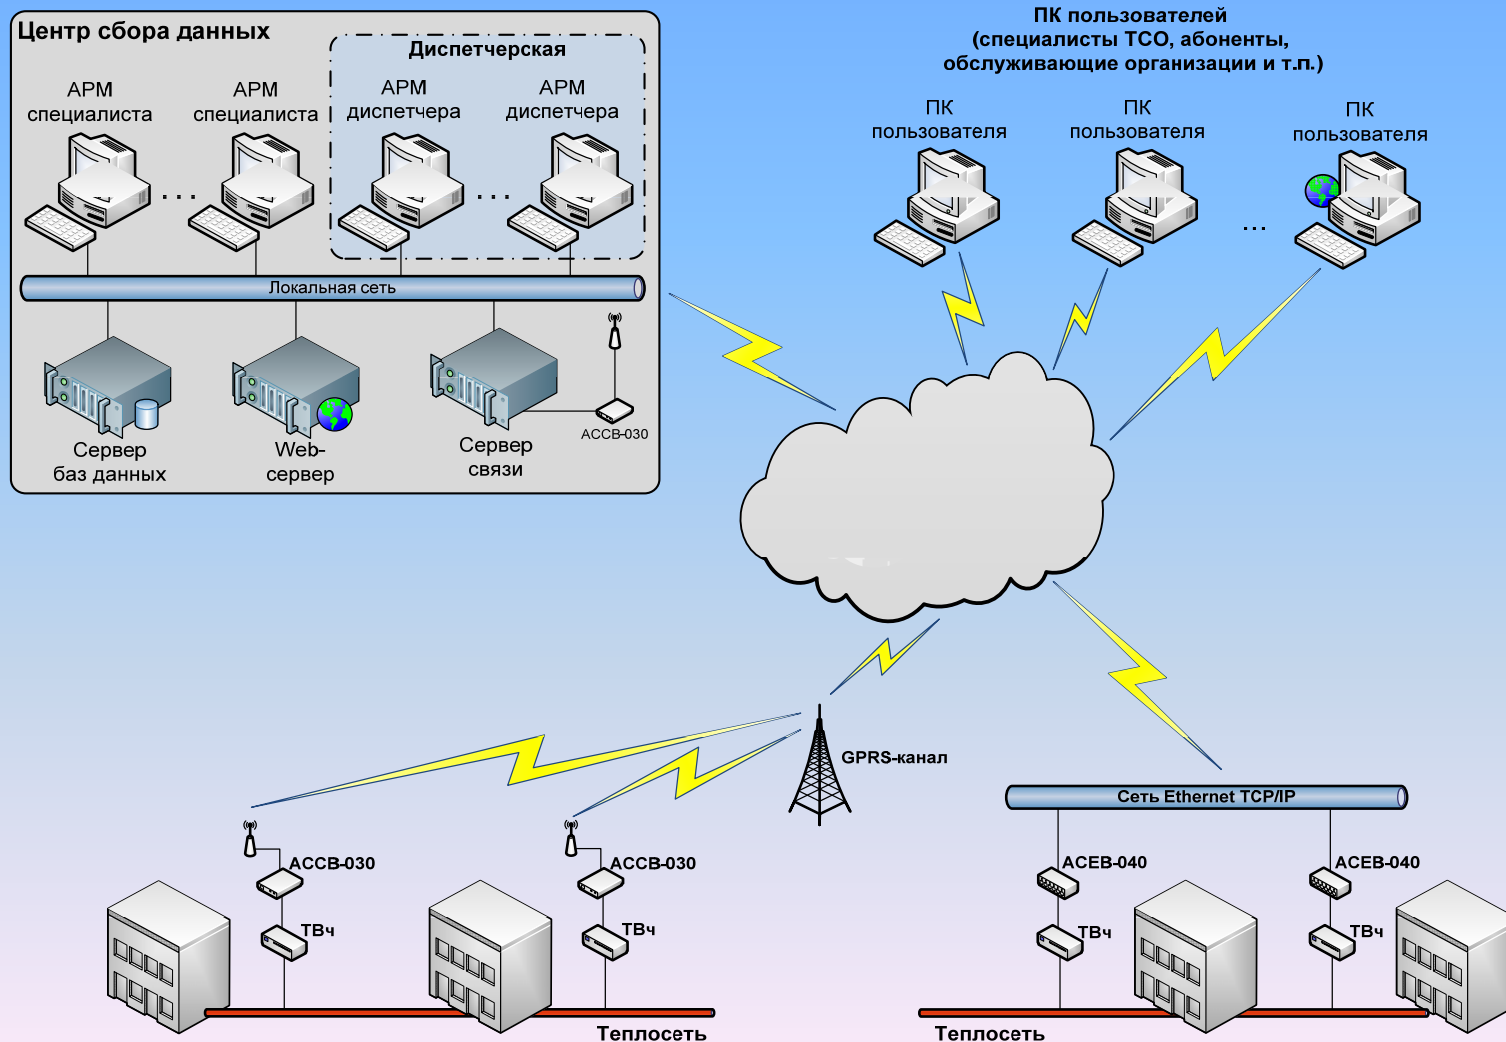 Центр сбора данных
Диспетчерская
АРМ
специалиста
АРМ
специалиста
АРМ
диспетчера
АРМ
диспетчера
. . .
. . .
Локальная сеть
Сервер
баз данных
Web-
сервер
Сервер
связи
АССВ-030
ПК пользователей
(специалисты ТСО, абоненты,
обслуживающие организации и т.п.)
ПК
пользователя
ПК
пользователя
ПК
пользователя
...
GPRS-канал
АССВ-030
ТВч
АССВ-030
ТВч
Теплосеть
Сеть Ethernet TCP/IP
АСЕВ-040
ТВч
АСЕВ-040
ТВч
Теплосеть